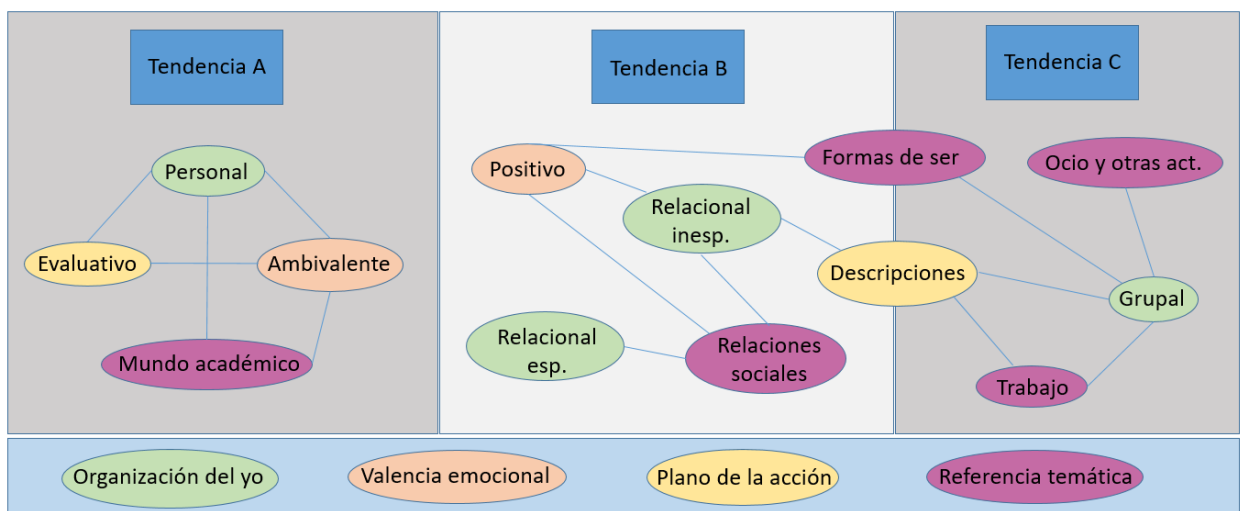 Tendencia A
Tendencia B
Tendencia C
Personal
Evaluativo
Ambivalente
Mundo académico
Positivo
Relacional
inesp.
Relacional
esp.
Relaciones
sociales
Formas de ser
Descripciones
Ocio y otras act.
Grupal
Trabajo
Organización del yo
Valencia emocional
Plano de la acción
Referencia temática